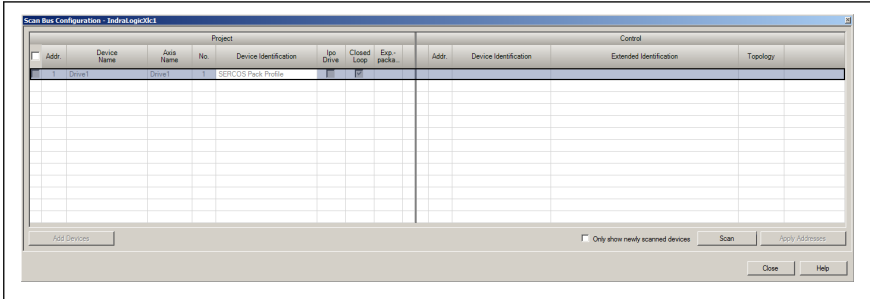 Scan Bus Configuration - IndraLogicXlc1
Project Control
Addr. Device Name Axis Name No. Device Identification Ipo Drive Closed Loop Exp.-packa... Addr. Device Identification Extended Identification Topology
1 Drive1 Drive1 1 SERCOS Pack Profile
Add Devices Only show newly scanned devices Scan Apply Addresses
Close Help